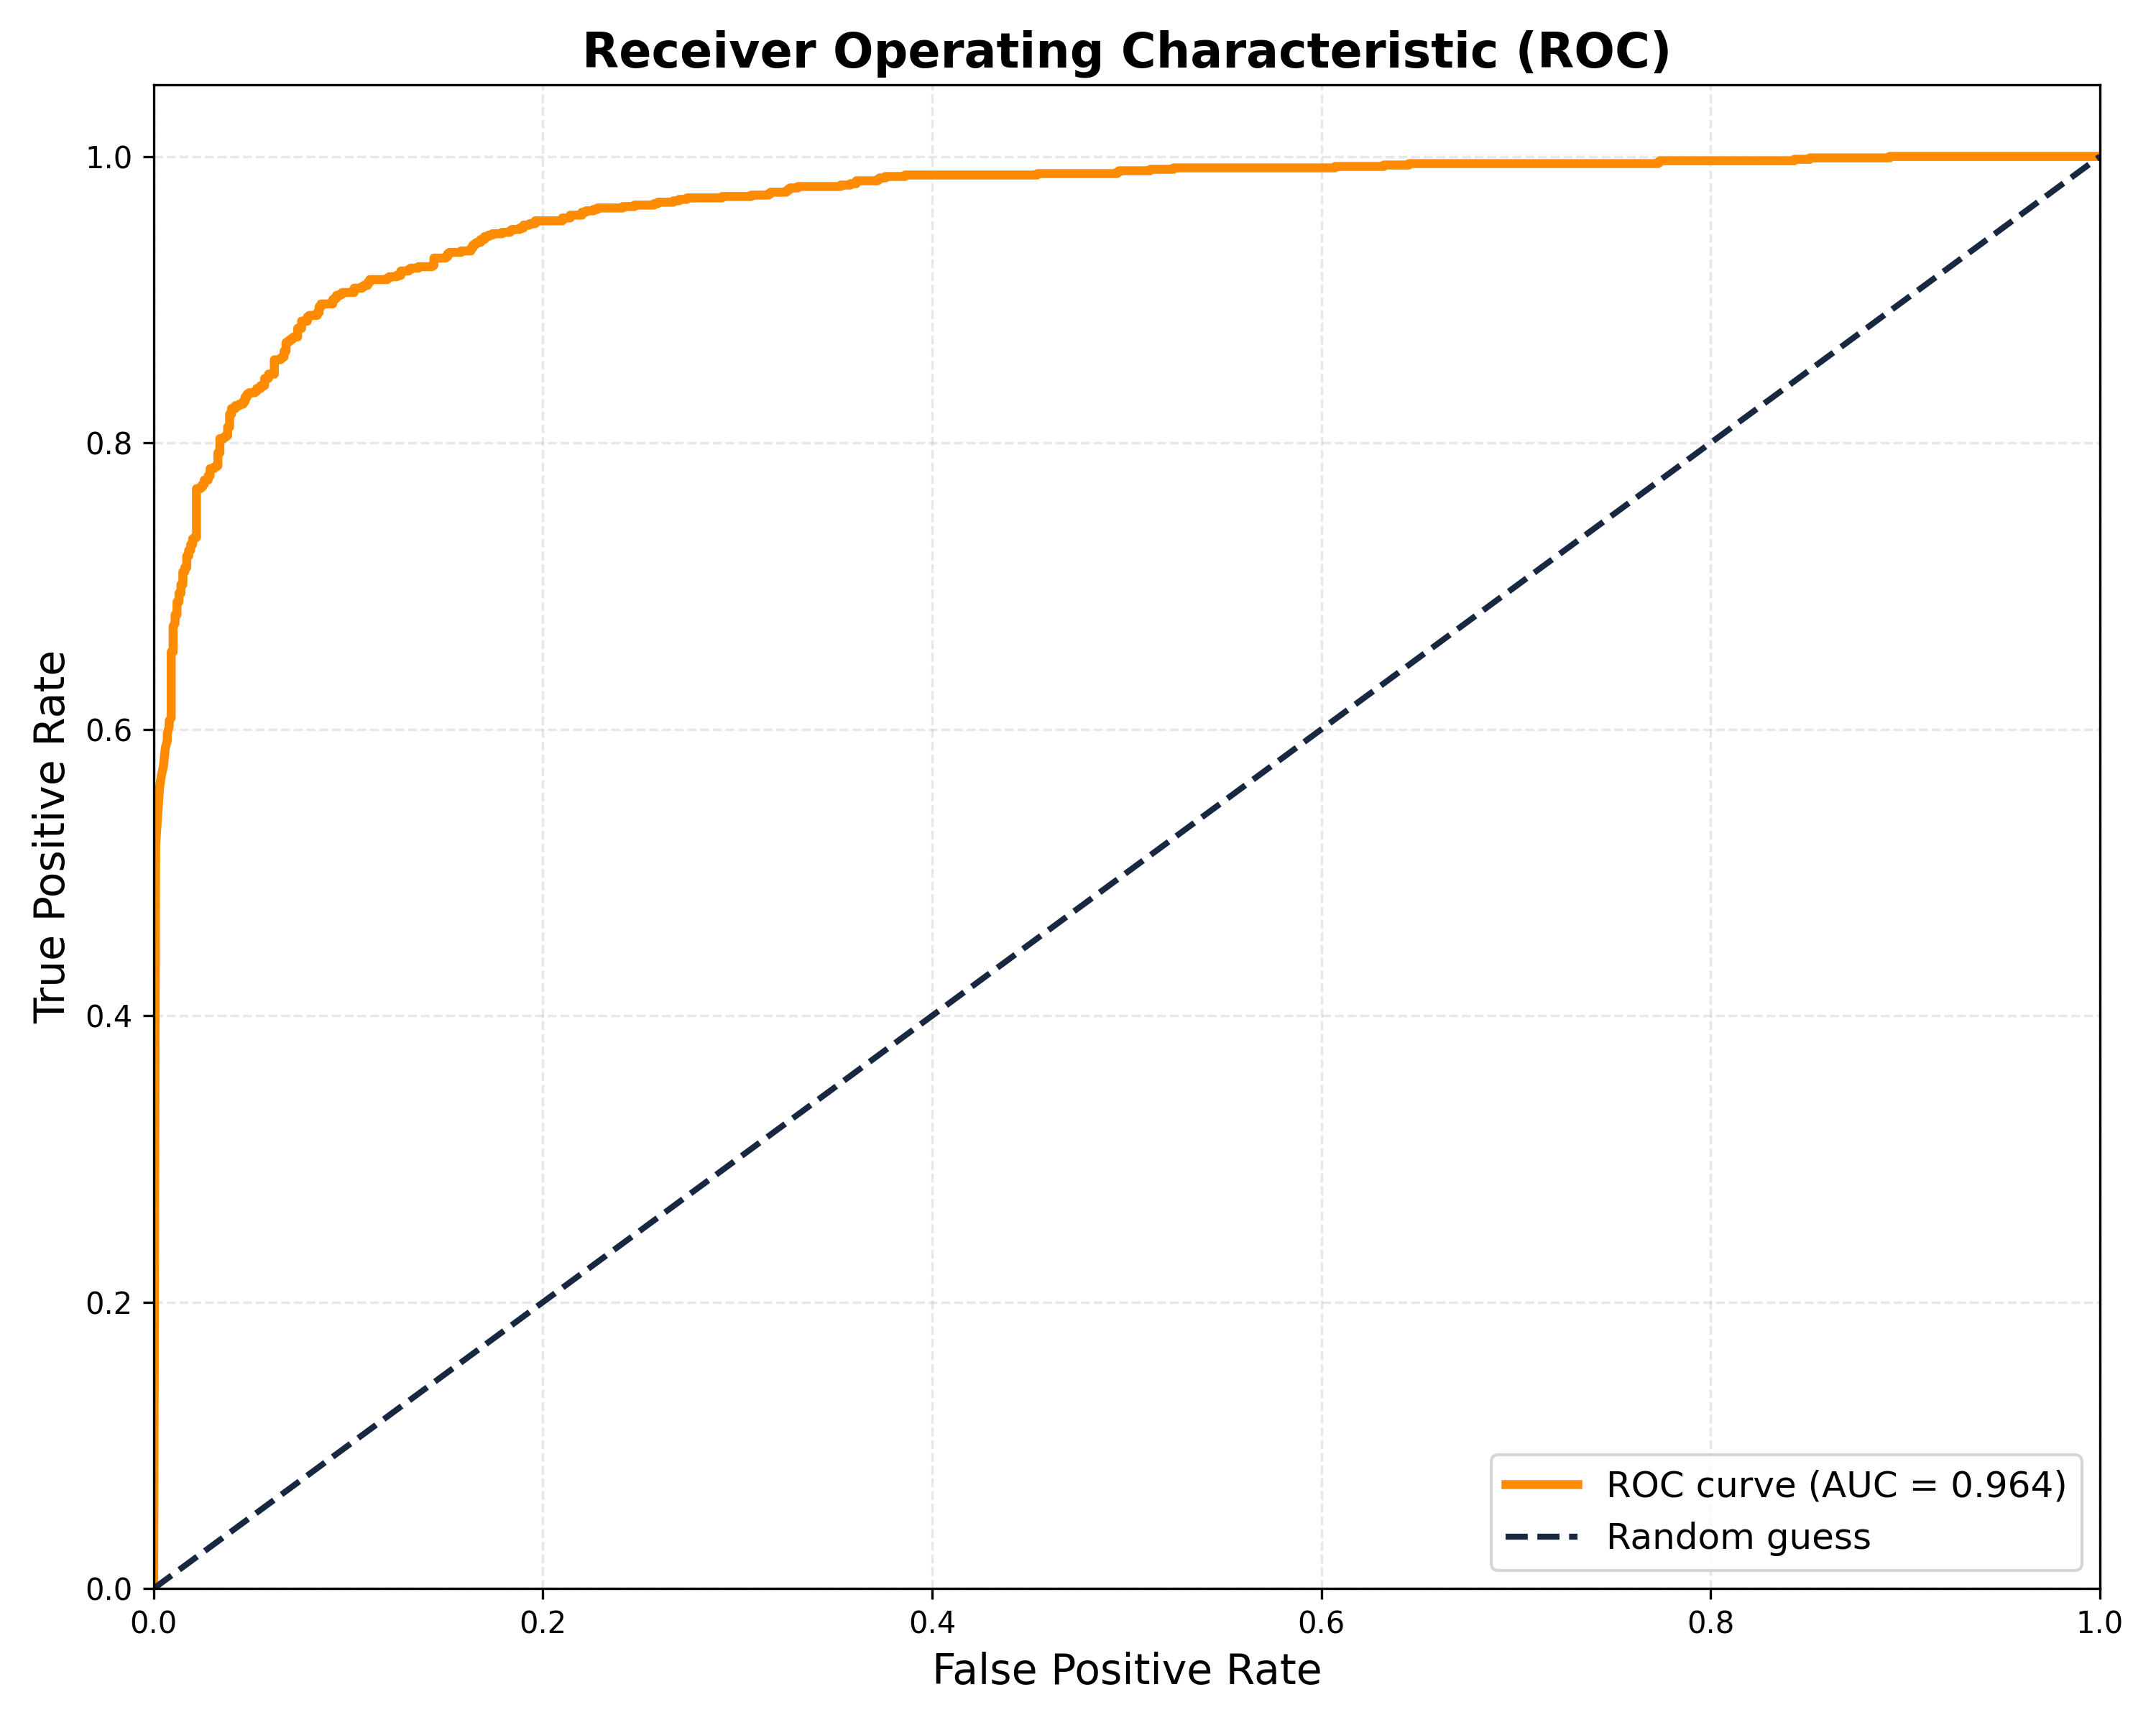 Receiver Operating Characteristic (ROC)
True Positive Rate
1.0
0.8
0.6
0.4
0.2
0.0
0.0 0.2 0.4 0.6 0.8 1.0
False Positive Rate
ROC curve (AUC = 0.964)
Random guess